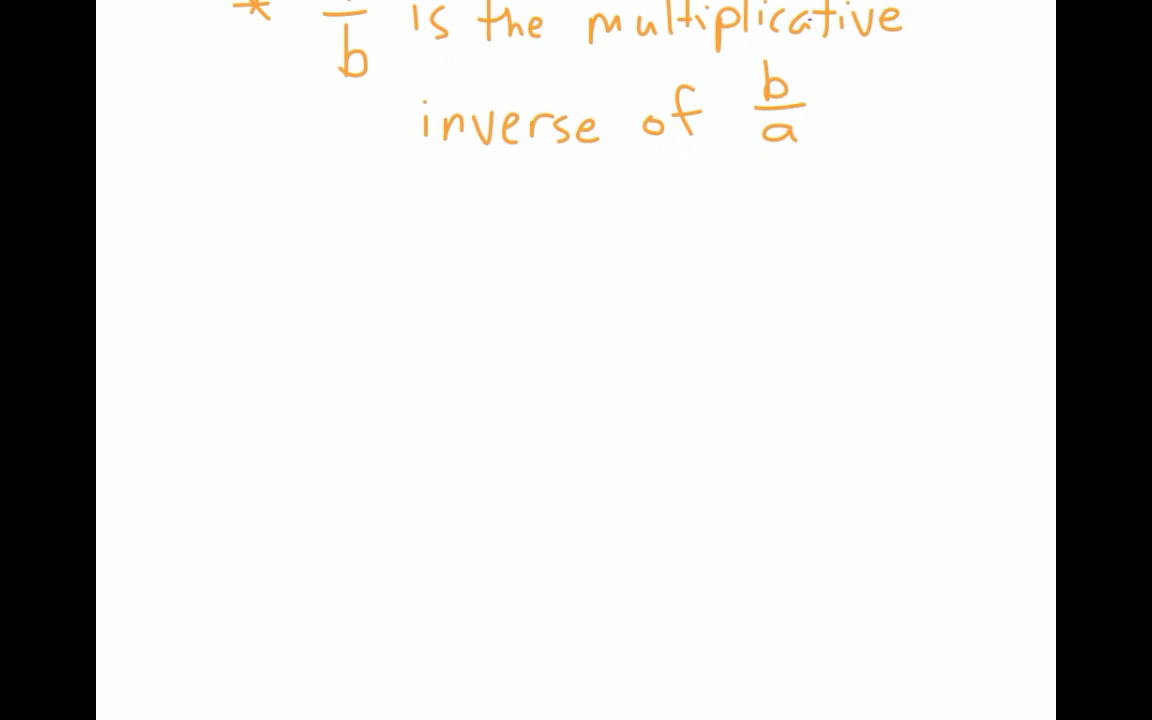 * b is the multiplicative
inverse of b/a